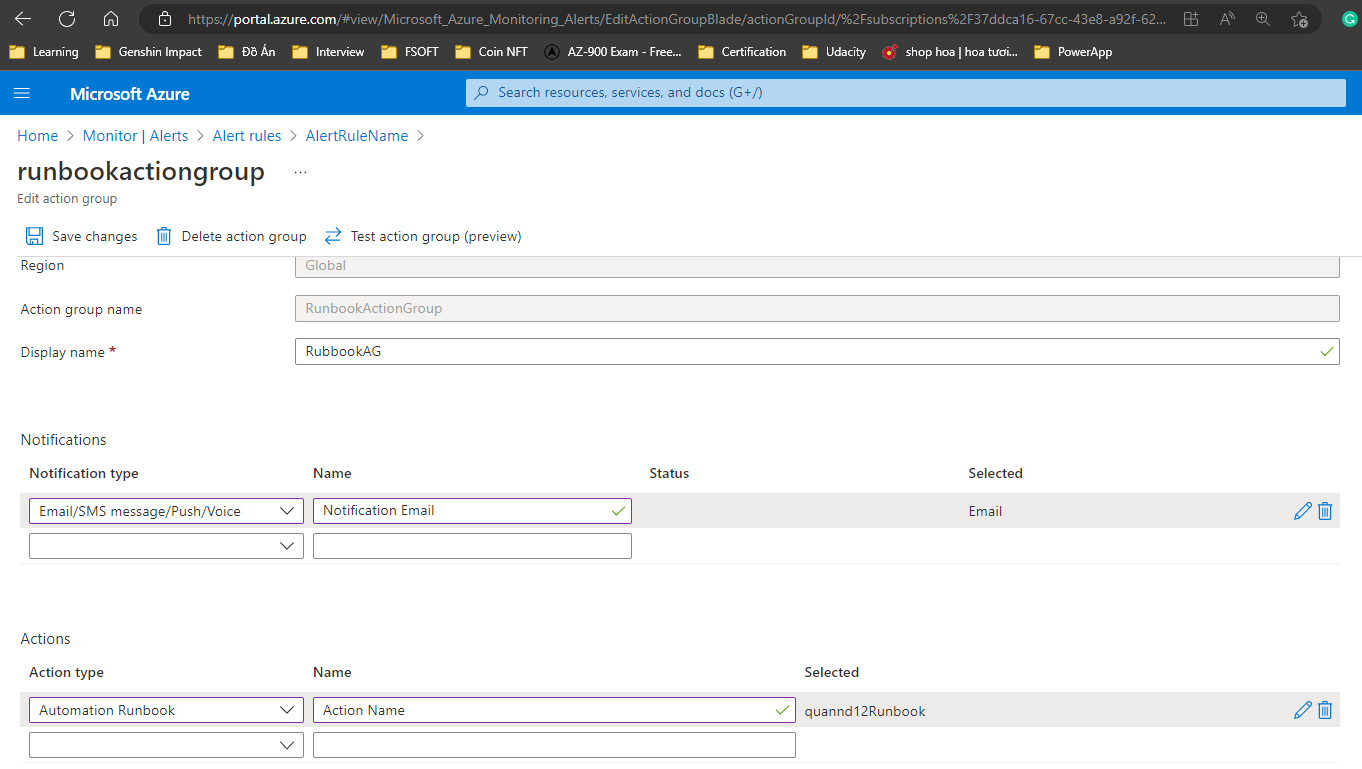 https://portal.azure.com/#view/Microsoft_Azure_Monitoring_Alerts/EditActionGroupBlade/actionGroupId/%2Fsubscriptions%2F37ddca16-67cc-43e8-a92f-62...
Learning Genshin Impact Đồ Án Interview FSOFT Coin NFT AZ-900 Exam - Free... Certification Udacity shop hoa | hoa tươi... PowerApp
Microsoft Azure Search resources, services, and docs (G+/)
Home > Monitor | Alerts > Alert rules > AlertRuleName >
runbookactiongroup ...
Edit action group
Save changes Delete action group Test action group (preview)
Region Global
Action group name RunbookActionGroup
Display name * RubbookAG
Notifications
Notification type Name Status Selected
Email/SMS message/Push/Voice Notification Email Email
Actions
Action type Name Selected
Automation Runbook Action Name quannd12Runbook